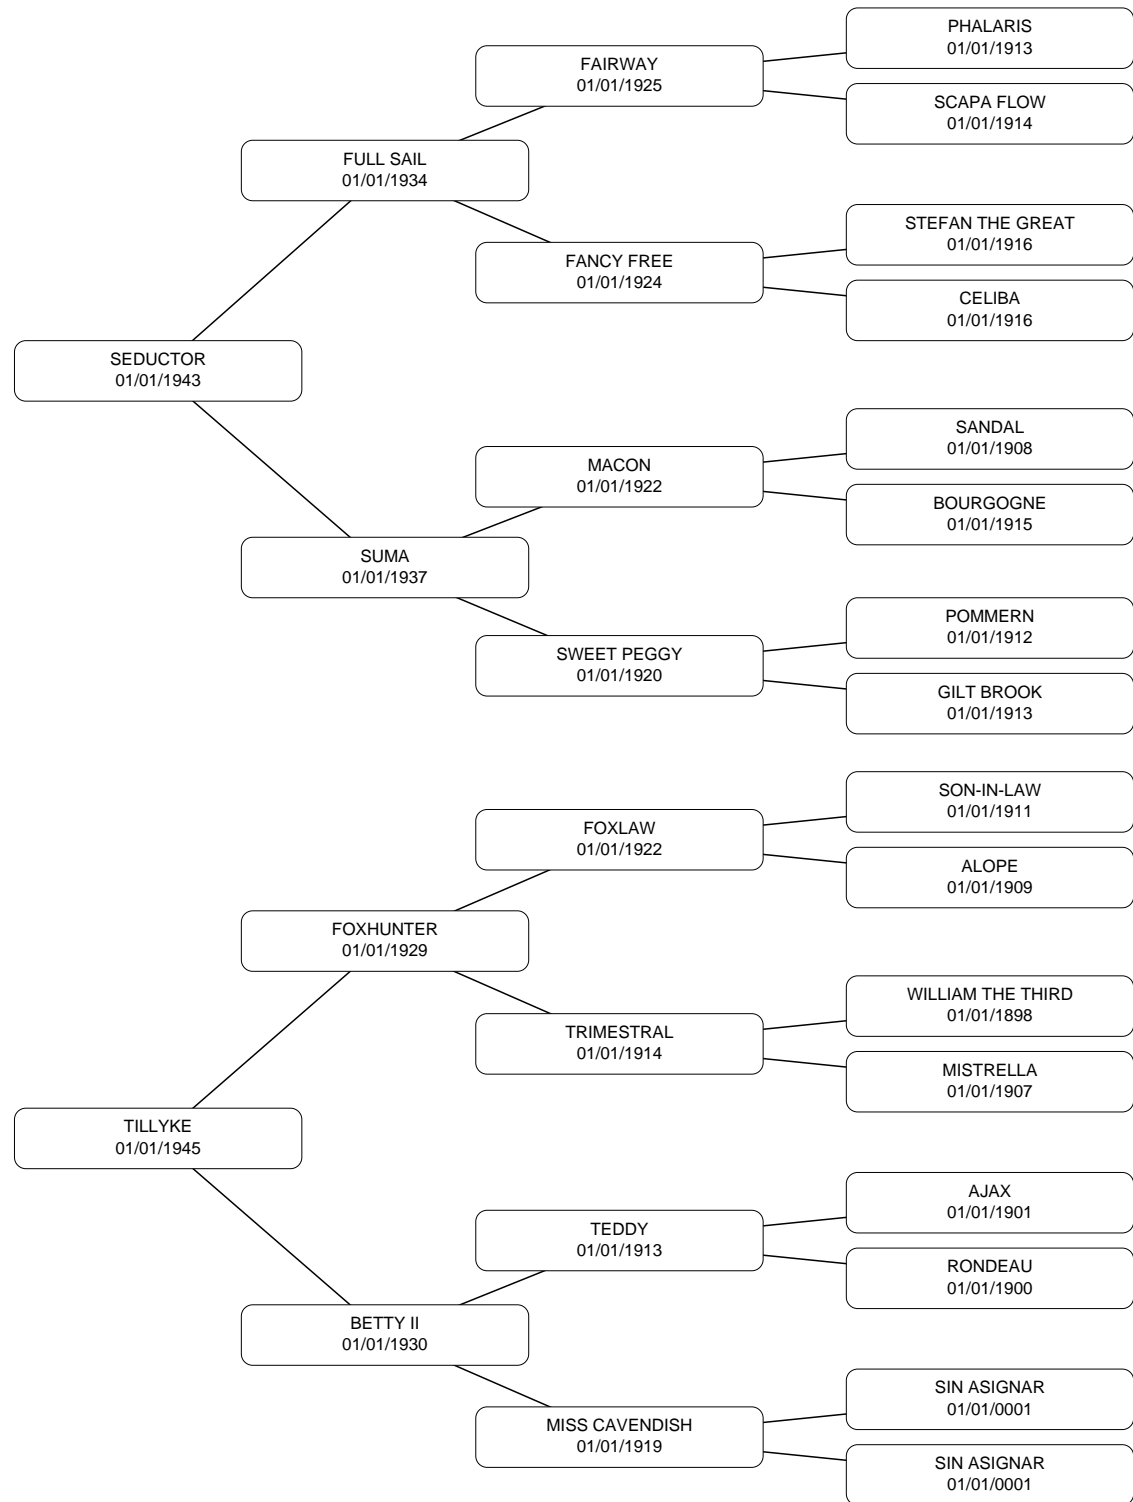 PHALARIS
01/01/1913
FAIRWAY
01/01/1925
SCAPA FLOW
01/01/1914
FULL SAIL
01/01/1934
STEFAN THE GREAT
01/01/1916
FANCY FREE
01/01/1924
CELIBA
01/01/1916
SEDUCTOR
01/01/1943
SANDAL
01/01/1908
MACON
01/01/1922
BOURGOGNE
01/01/1915
SUMA
01/01/1937
POMMERN
01/01/1912
SWEET PEGGY
01/01/1920
GILT BROOK
01/01/1913
SON-IN-LAW
01/01/1911
FOXLAW
01/01/1922
ALOPE
01/01/1909
FOXHUNTER
01/01/1929
WILLIAM THE THIRD
01/01/1898
TRIMESTRAL
01/01/1914
MISTRELLA
01/01/1907
TILLYKE
01/01/1945
AJAX
01/01/1901
TEDDY
01/01/1913
RONDEAU
01/01/1900
BETTY II
01/01/1930
SIN ASIGNAR
01/01/0001
MISS CAVENDISH
01/01/1919
SIN ASIGNAR
01/01/0001